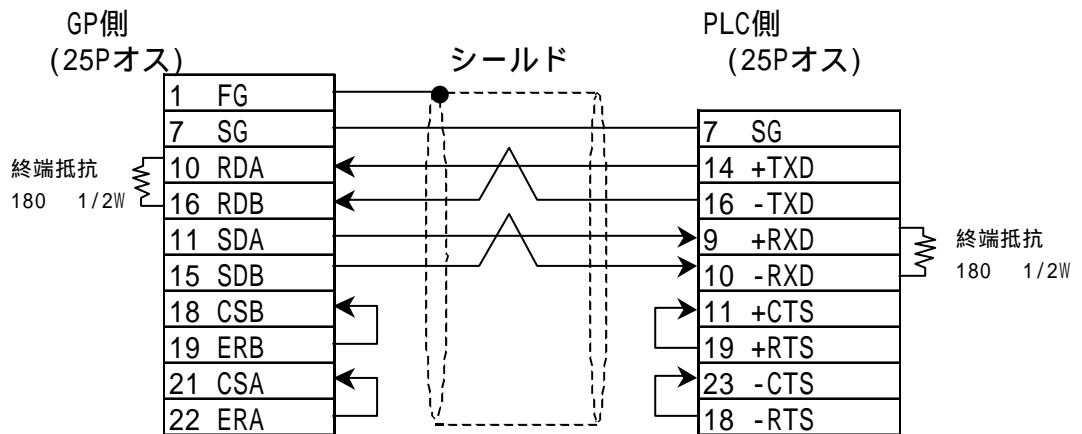 GP側
(25Pオス)
シールド
PLC側
(25Pオス)
1 FG
7 SG
10 RDA
16 RDB
11 SDA
15 SDB
18 CSB
19 ERB
21 CSA
22 ERA
終端抵抗
180 1/2W
7 SG
14 +TXD
16 -TXD
9 +RXD
10 -RXD
11 +CTS
19 +RTS
23 -CTS
18 -RTS
終端抵抗
180 1/2W